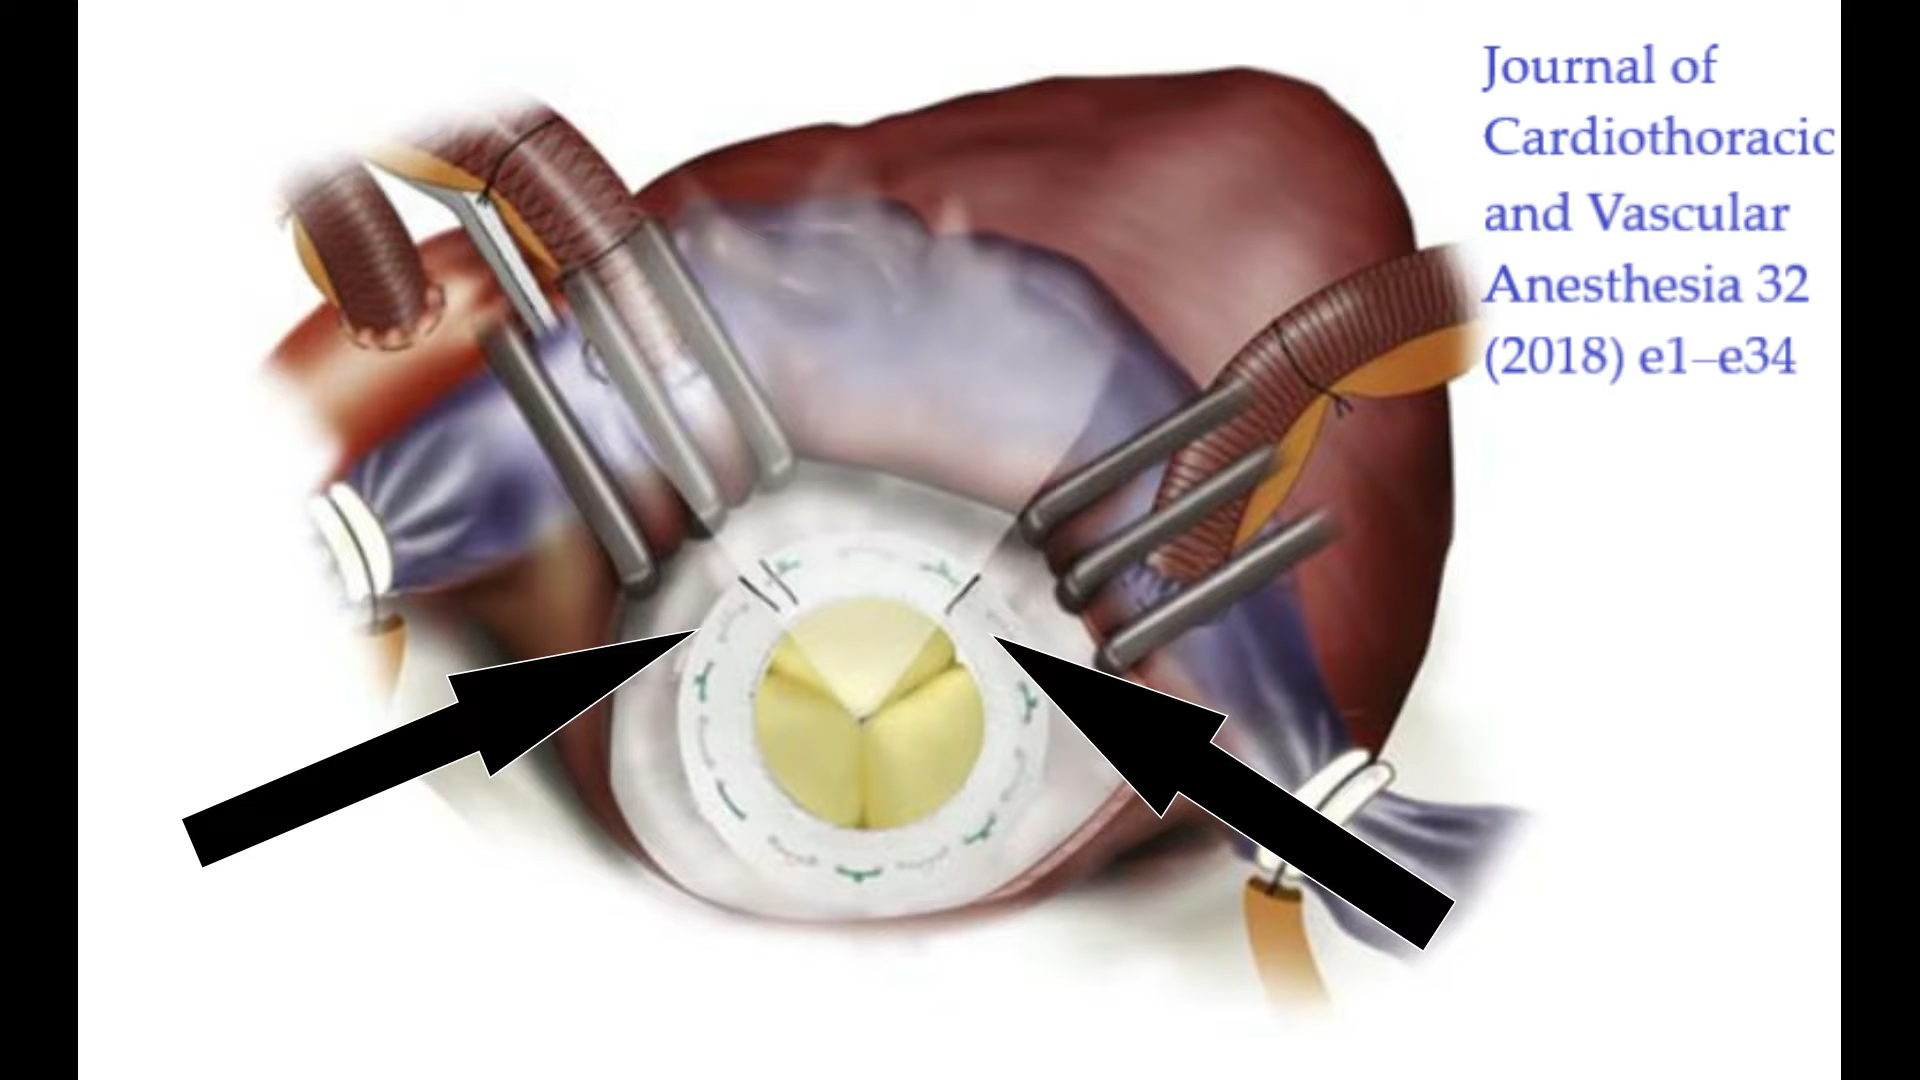 Journal of
Cardiothoracic
and Vascular
Anesthesia 32
(2018) e1–e34